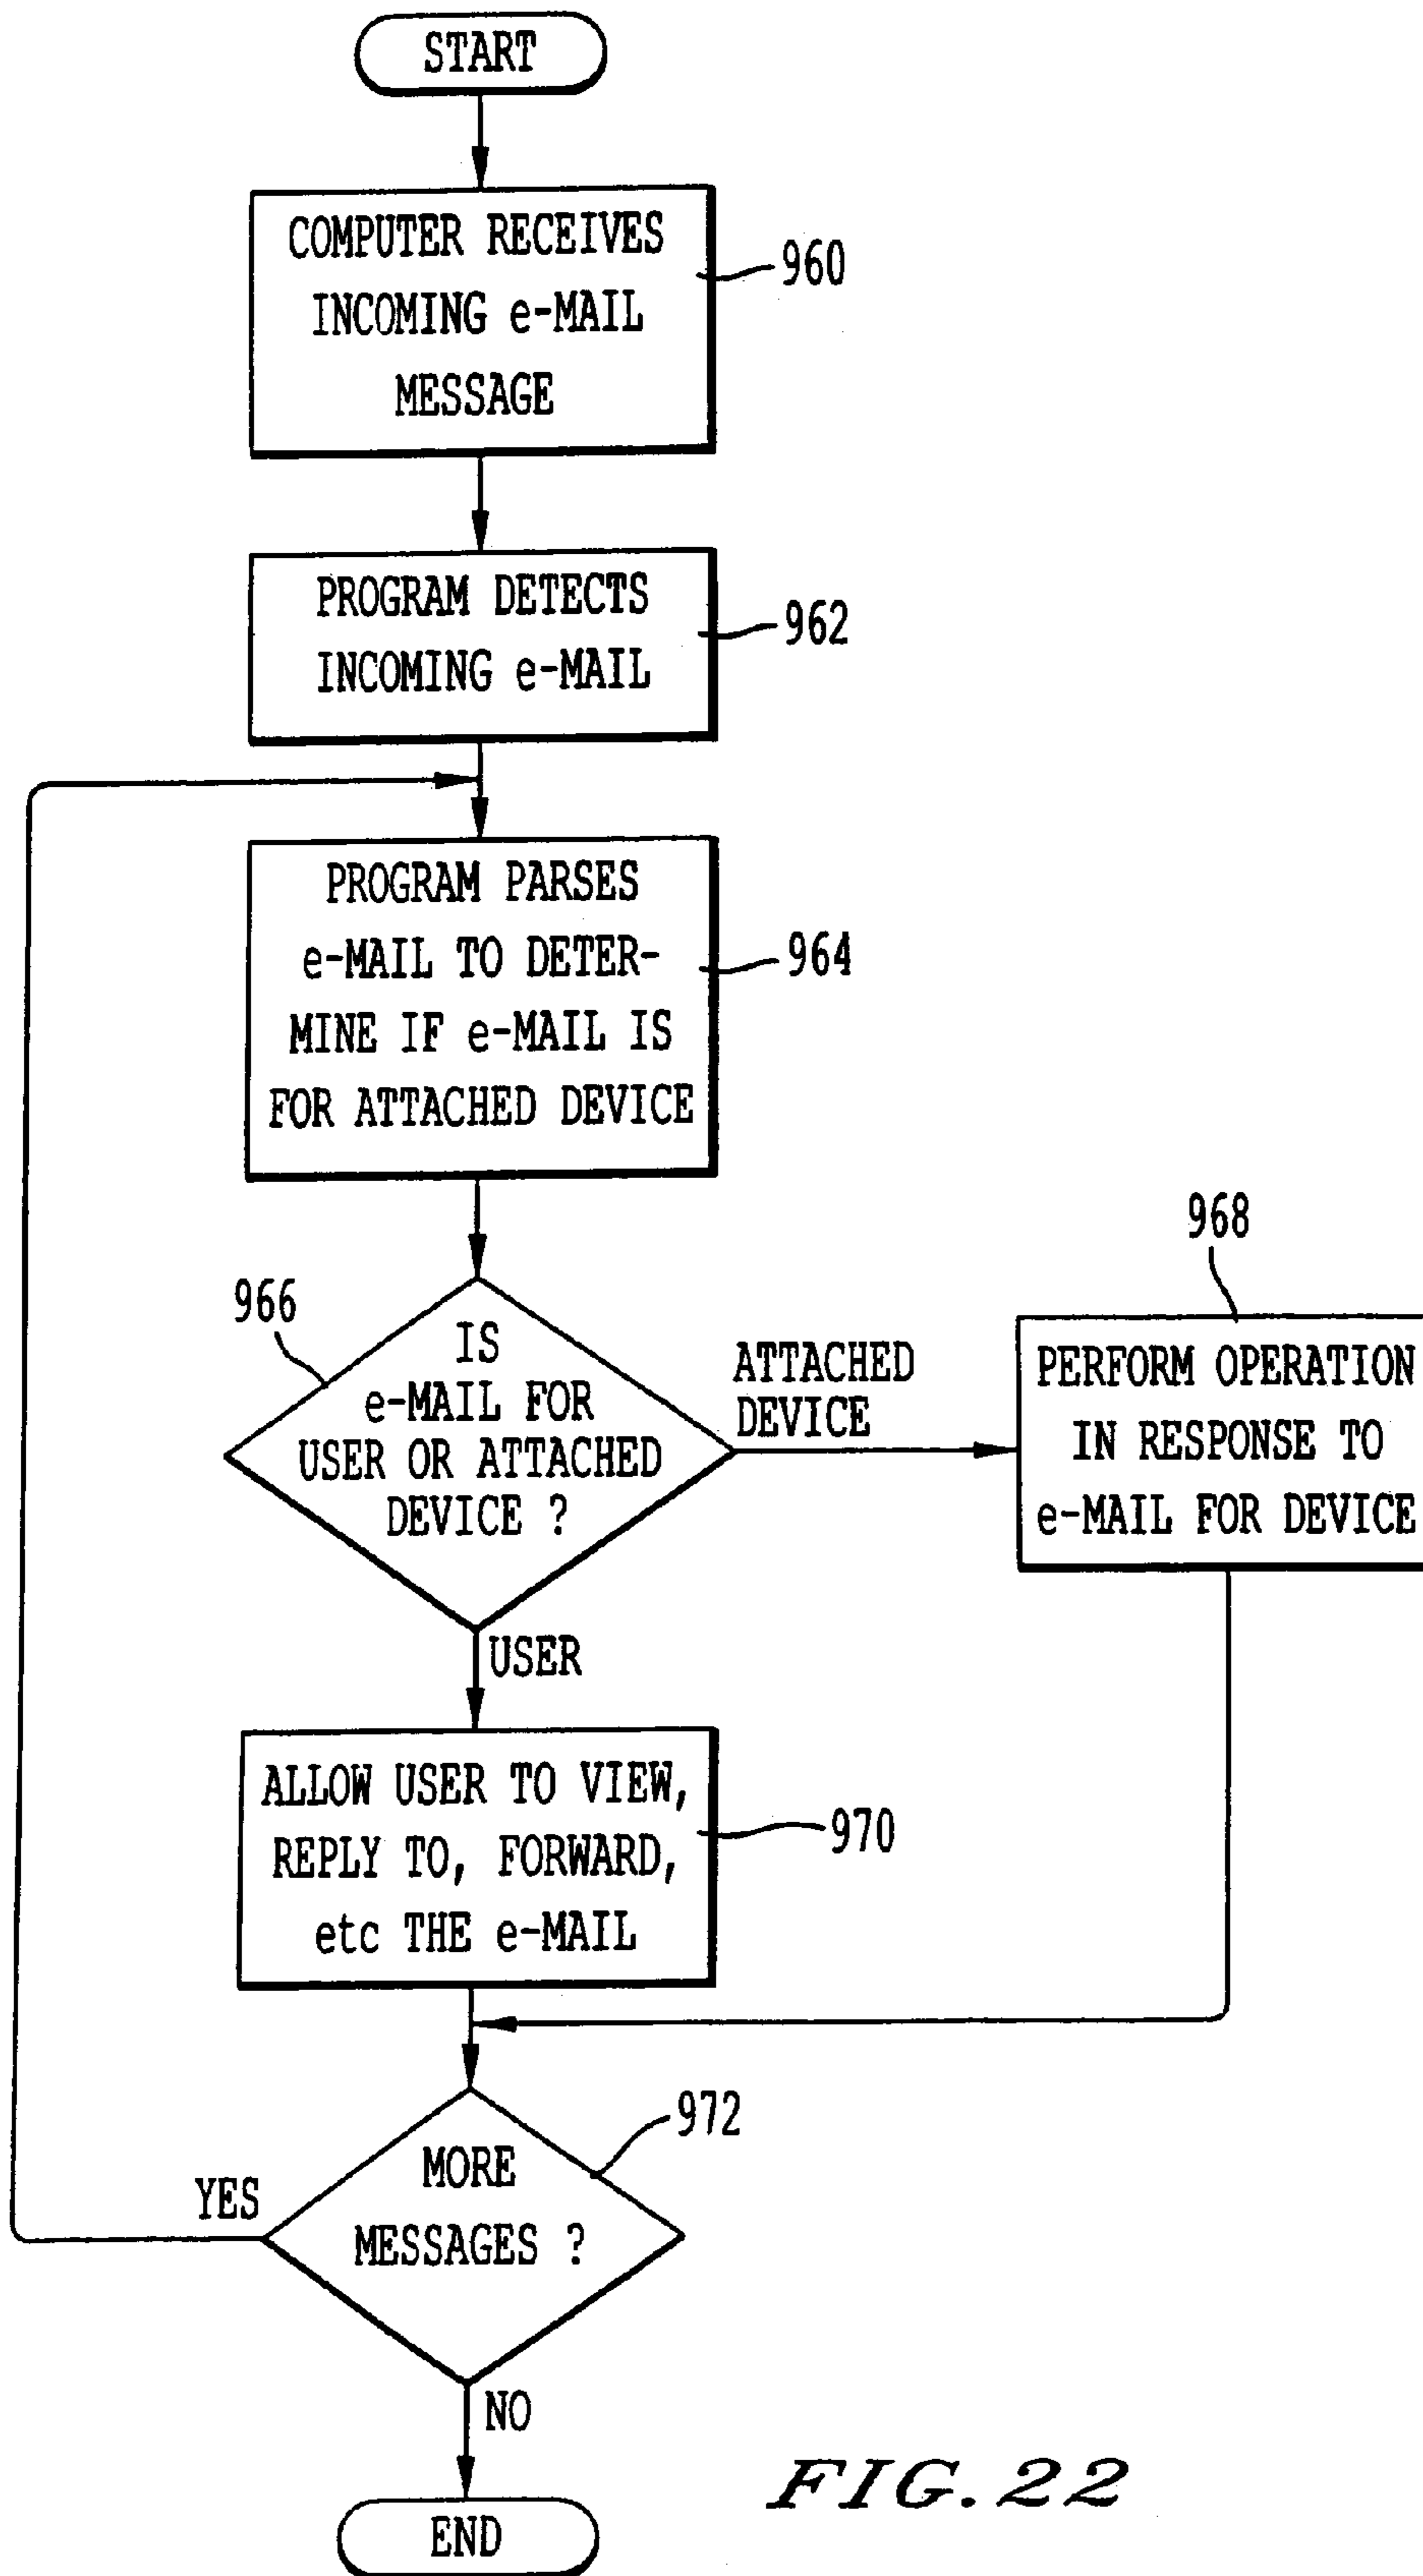 START
COMPUTER RECEIVES
INCOMING e-MAIL
MESSAGE
960
PROGRAM DETECTS
INCOMING e-MAIL
962
PROGRAM PARSES
e-MAIL TO DETER-
MINE IF e-MAIL IS
FOR ATTACHED DEVICE
964
966
IS
e-MAIL FOR
USER OR ATTACHED
DEVICE ?
ATTACHED
DEVICE
968
PERFORM OPERATION
IN RESPONSE TO
e-MAIL FOR DEVICE
USER
ALLOW USER TO VIEW,
REPLY TO, FORWARD,
etc THE e-MAIL
970
972
MORE
MESSAGES ?
YES
NO
END
FIG. 22